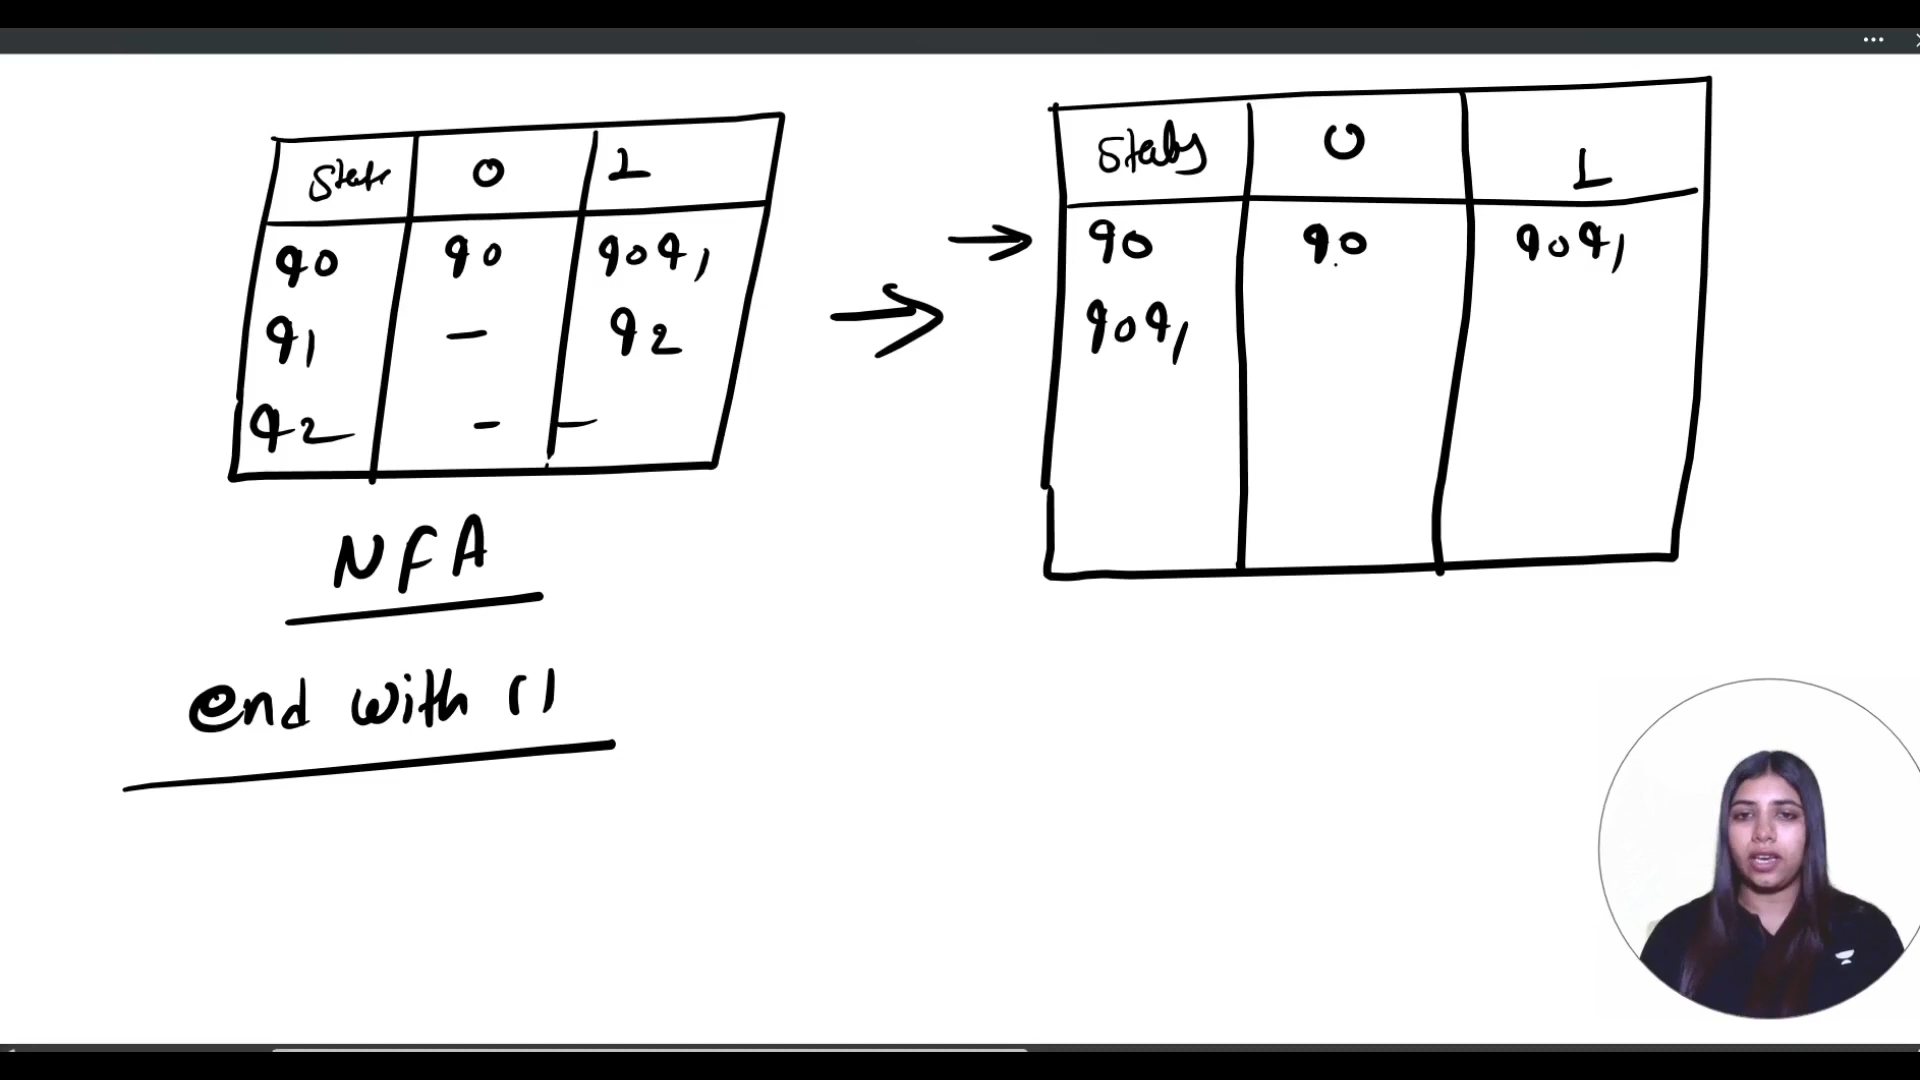 State 0 1
q0 q0 q0q1
q1 - q2
q2 - -
NFA
end with 11
States 0 1
→ q0 q0 q0q1
q0q1